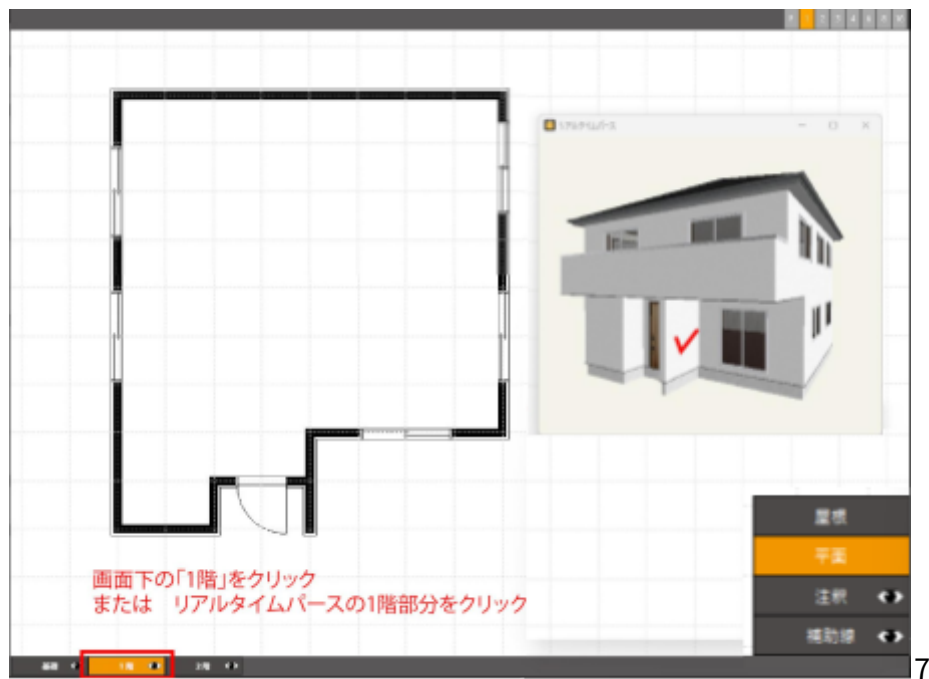 リアルタイムパース
屋根
平面
注釈
補助線
画面下の「1階」をクリック
または　リアルタイムパースの1階部分をクリック
基礎
1階
2階
7